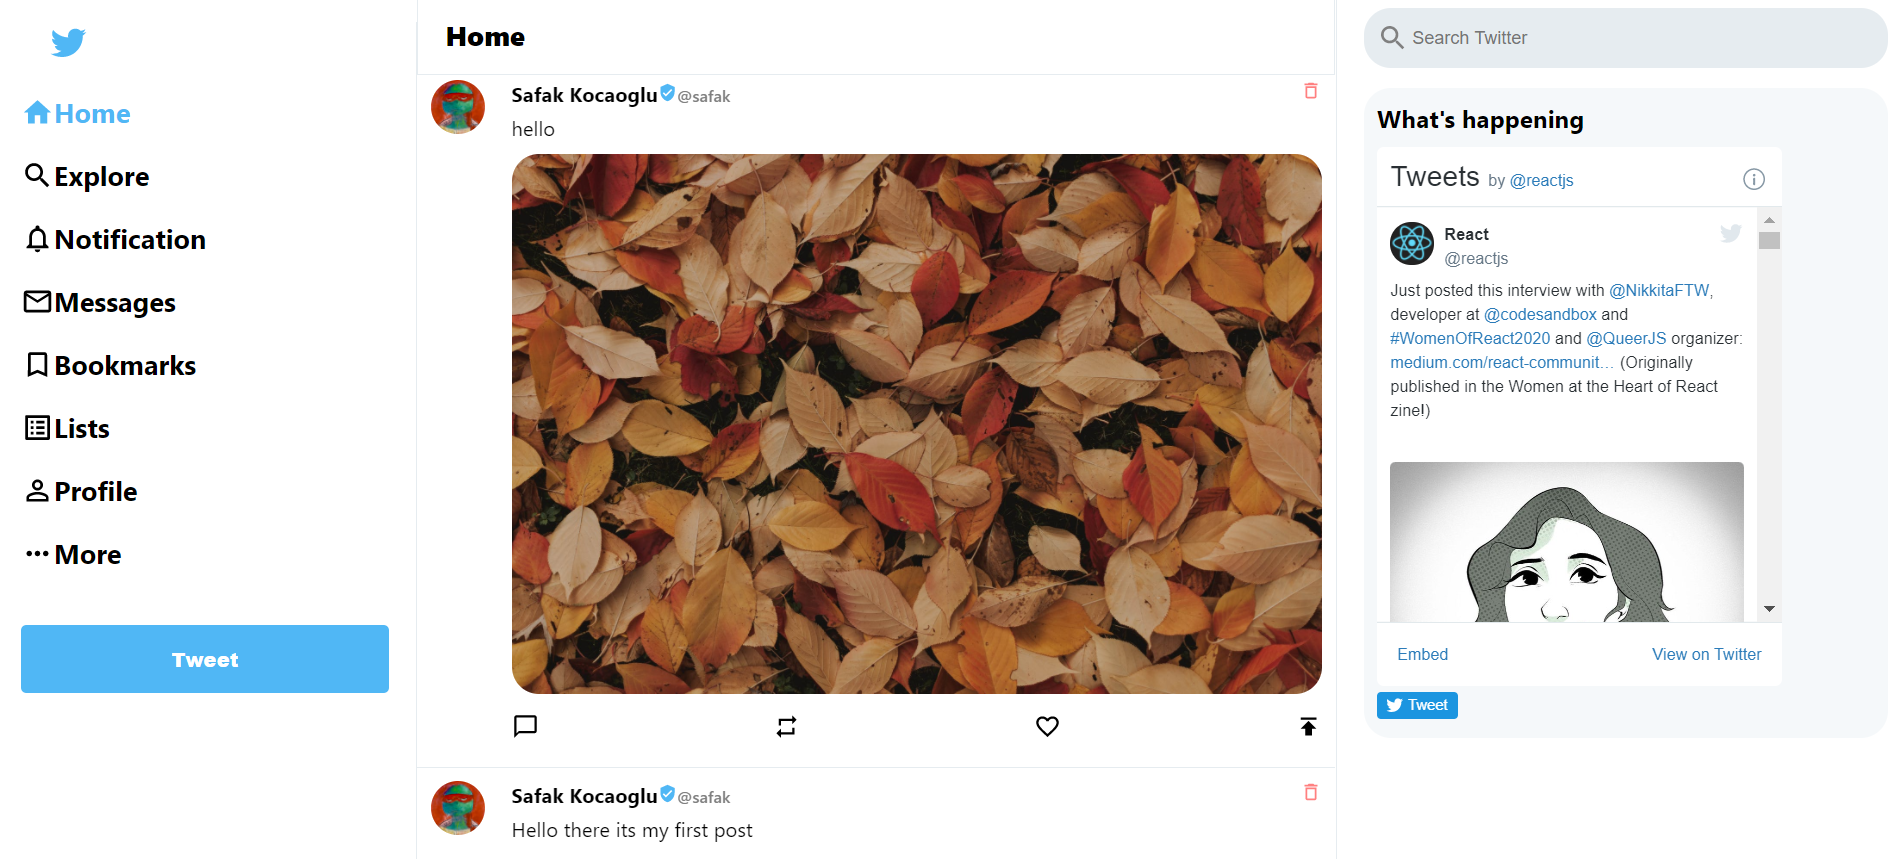 Home
Explore
Notification
Messages
Bookmarks
Lists
Profile
More
Tweet
Home
Safak Kocaoglu @safak
hello
Safak Kocaoglu @safak
Hello there its my first post
Search Twitter
What's happening
Tweets by @reactjs
React
@reactjs
Just posted this interview with @NikkitaFTW,
developer at @codesandbox and
#WomenOfReact2020 and @QueerJS organizer:
medium.com/react-communit… (Originally
published in the Women at the Heart of React
zine!)
Embed
View on Twitter
Tweet